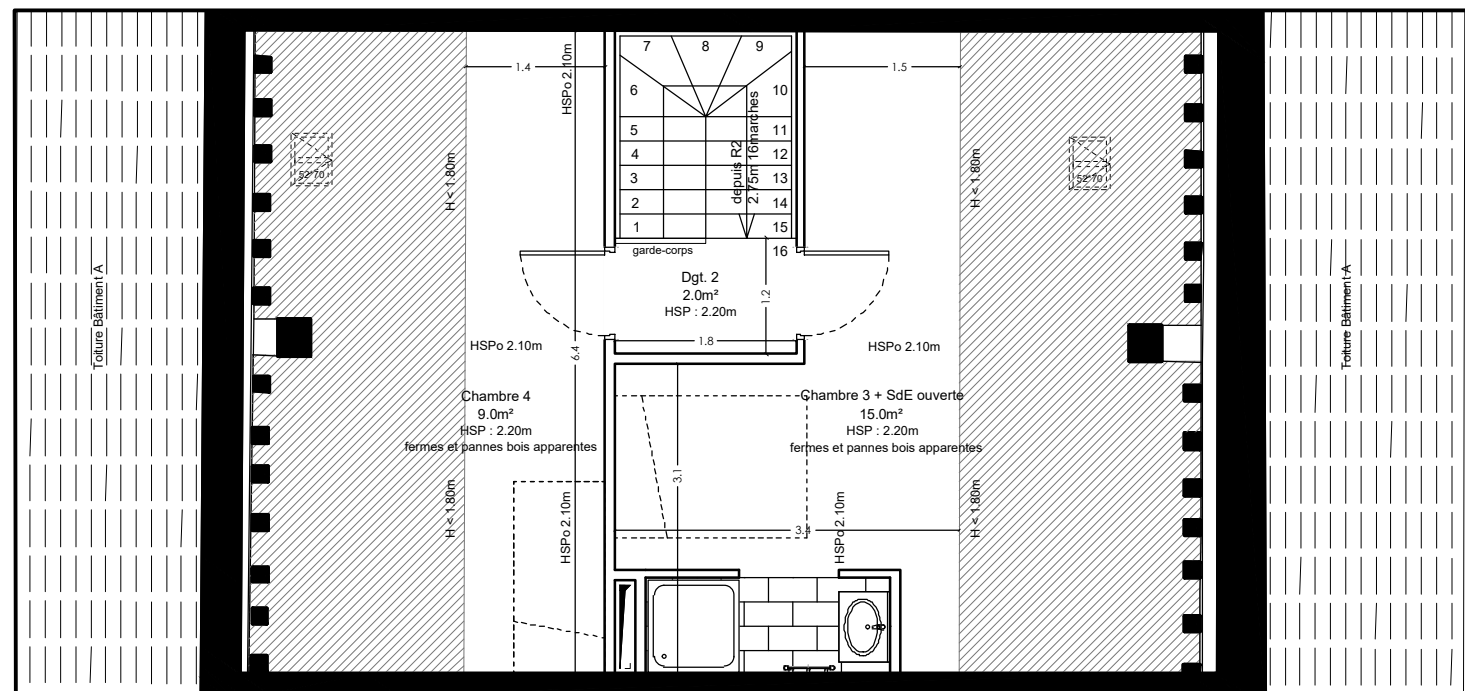 Toiture Bâtiment A
1.4
HSPo 2.10m
7
8
9
6
10
5
11
4
12
3
13
2
14
1
15
16
depuis R2
2.75m 16marches
garde-corps
1.5
H < 1.80m
52*70
H < 1.80m
52*70
Dgt. 2
2.0m²
HSP : 2.20m
1.2
1.8
HSPo 2.10m
6.4
HSPo 2.10m
Chambre 4
9.0m²
HSP : 2.20m
fermes et pannes bois apparentes
Chambre 3 + SdE ouverte
15.0m²
HSP : 2.20m
fermes et pannes bois apparentes
3.1
3.4
H < 1.80m
HSPo 2.10m
HSPo 2.10m
H < 1.80m
Toiture Bâtiment A